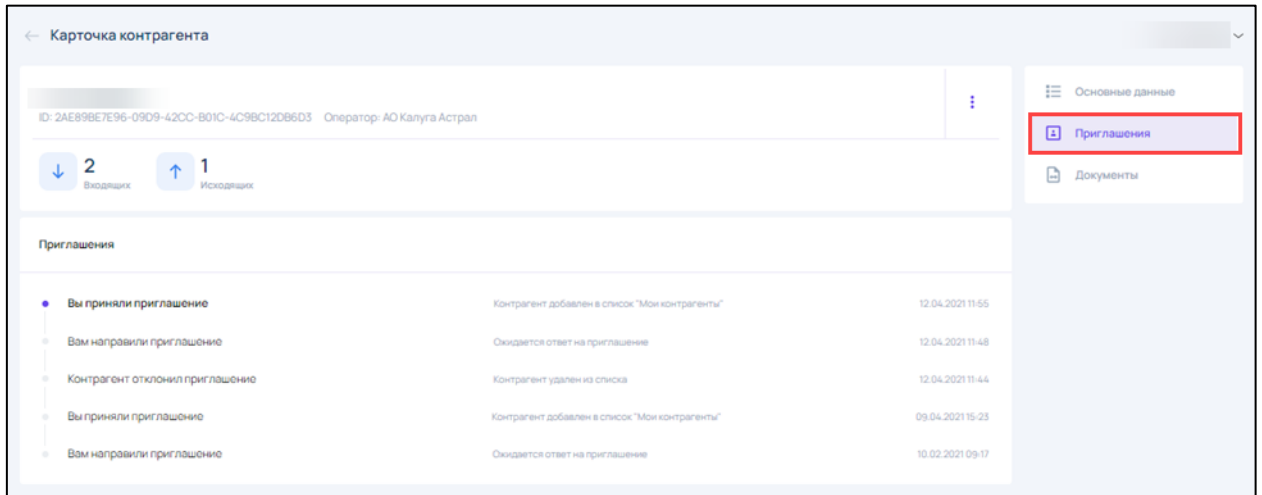 Карточка контрагента
ID: 2AE89BE7E96-09D9-42CC-B01C-4C9BC12DB6D3 Оператор: АО Калуга Астрал
2
Входящих
1
Исходящих
Основные данные
Приглашения
Документы
Приглашения
Вы приняли приглашение Контрагент добавлен в список "Мои контрагенты" 12.04.2021 11:55
Вам направили приглашение Ожидается ответ на приглашение 12.04.2021 11:48
Контрагент отклонил приглашение Контрагент удален из списка 12.04.2021 11:44
Вы приняли приглашение Контрагент добавлен в список "Мои контрагенты" 09.04.2021 15:23
Вам направили приглашение Ожидается ответ на приглашение 10.02.2021 09:17